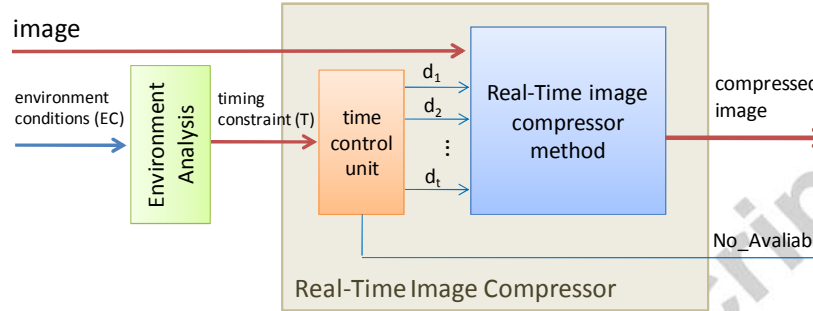 image
environment
conditions (EC)
Environment
Analysis
timing
constraint (T)
time
control
unit
d1
d2
⋮
dt
Real-Time image
compressor
method
compressed
image
No_Avaliab
Real-Time Image Compressor